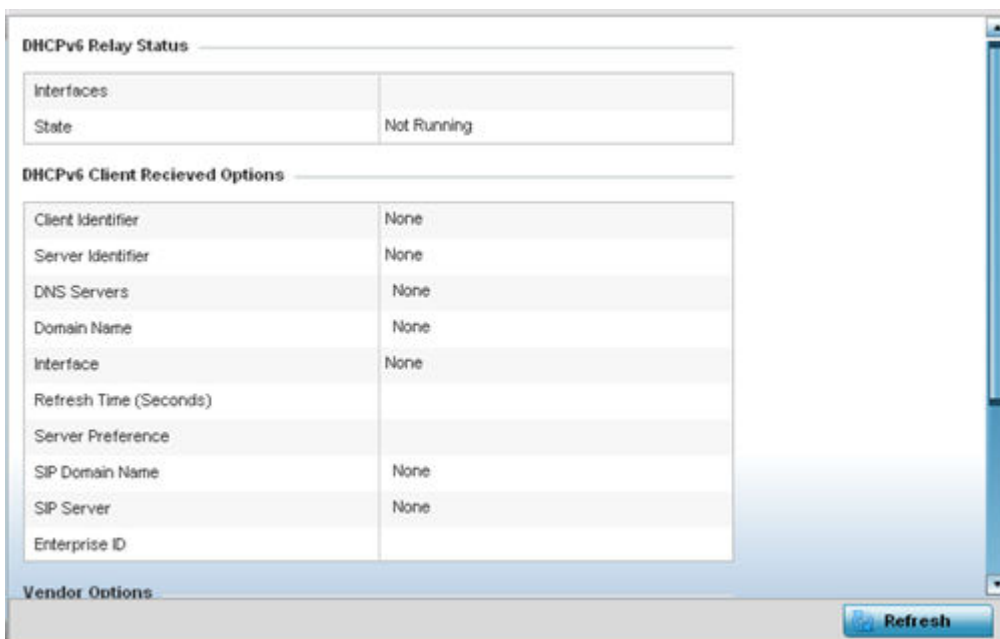 DHCPv6 Relay Status
Interfaces
State Not Running
DHCPv6 Client Recieved Options
Client Identifier None
Server Identifier None
DNS Servers None
Domain Name None
Interface None
Refresh Time (Seconds)
Server Preference
SIP Domain Name None
SIP Server None
Enterprise ID
Vendor Options
Refresh